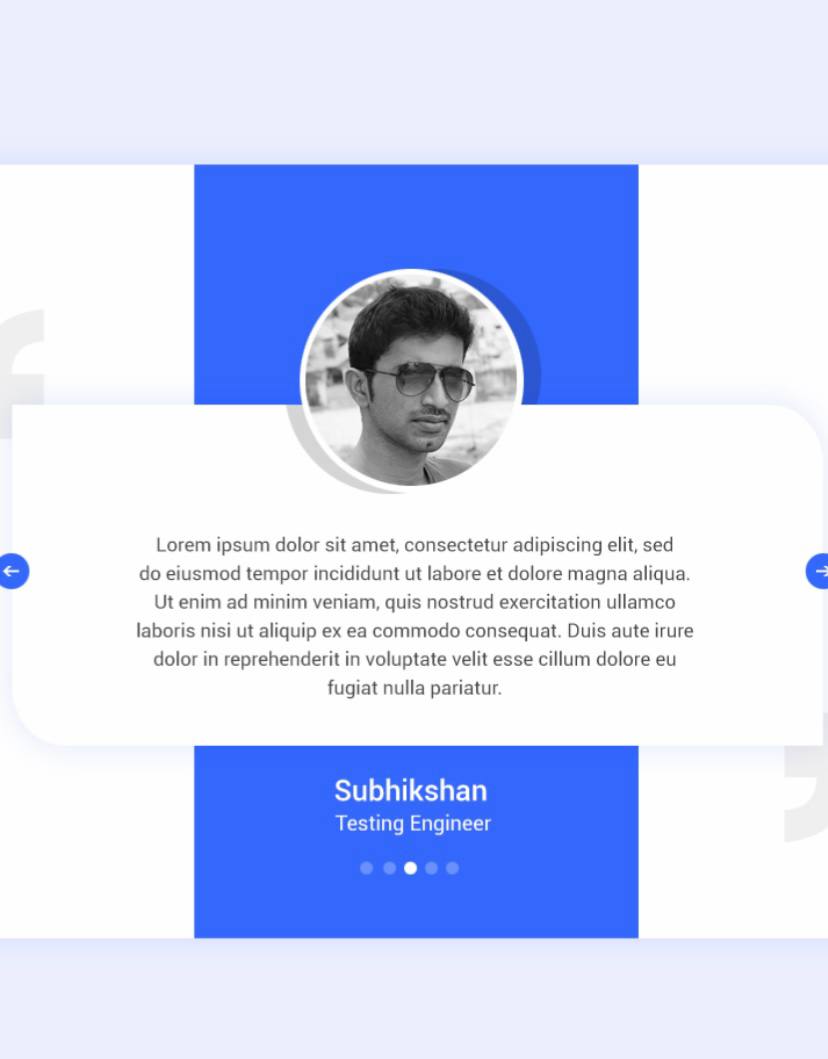 Lorem ipsum dolor sit amet, consectetur adipiscing elit, sed
do eiusmod tempor incididunt ut labore et dolore magna aliqua.
Ut enim ad minim veniam, quis nostrud exercitation ullamco
laboris nisi ut aliquip ex ea commodo consequat. Duis aute irure
dolor in reprehenderit in voluptate velit esse cillum dolore eu
fugiat nulla pariatur.
Subhikshan
Testing Engineer